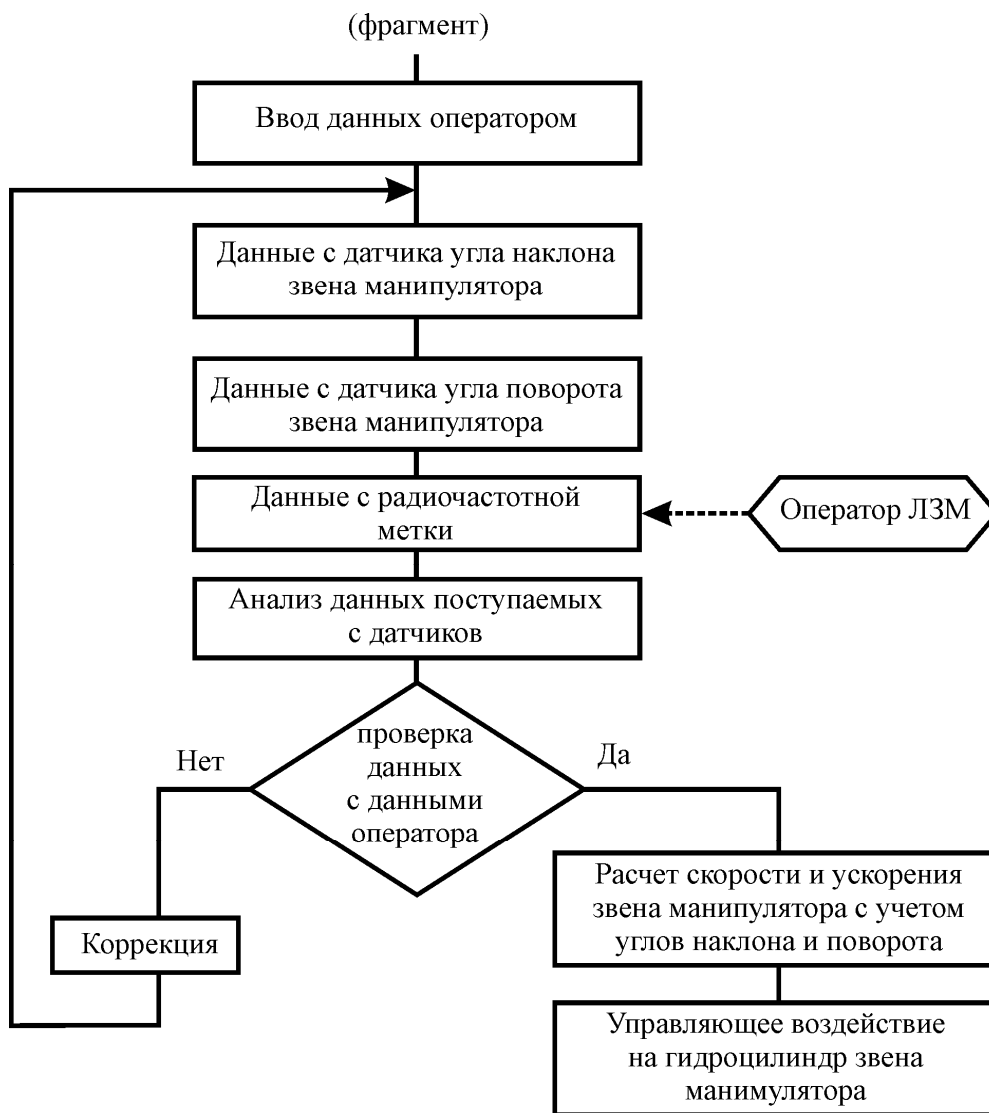 (фрагмент)
Ввод данных оператором
Данные с датчика угла наклона
звена манипулятора
Данные с датчика угла поворота
звена манипулятора
Данные с радиочастотной
метки
Оператор ЛЗМ
Анализ данных поступаемых
с датчиков
проверка
данных
с данными
оператора
Нет
Да
Коррекция
Расчет скорости и ускорения
звена манипулятора с учетом
углов наклона и поворота
Управляющее воздействие
на гидроцилиндр звена
манимулятора